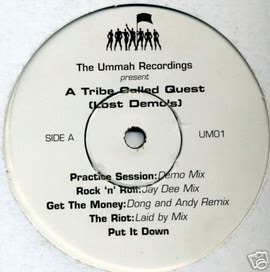 The Ummah Recordings
present
A Tribe Called Quest
(Lost Demo's)
SIDE A UM01
Practice Session:Demo Mix
Rock 'n' Roll:Jay Dee Mix
Get The Money:Dong and Andy Remix
The Riot:Laid by Mix
Put It Down